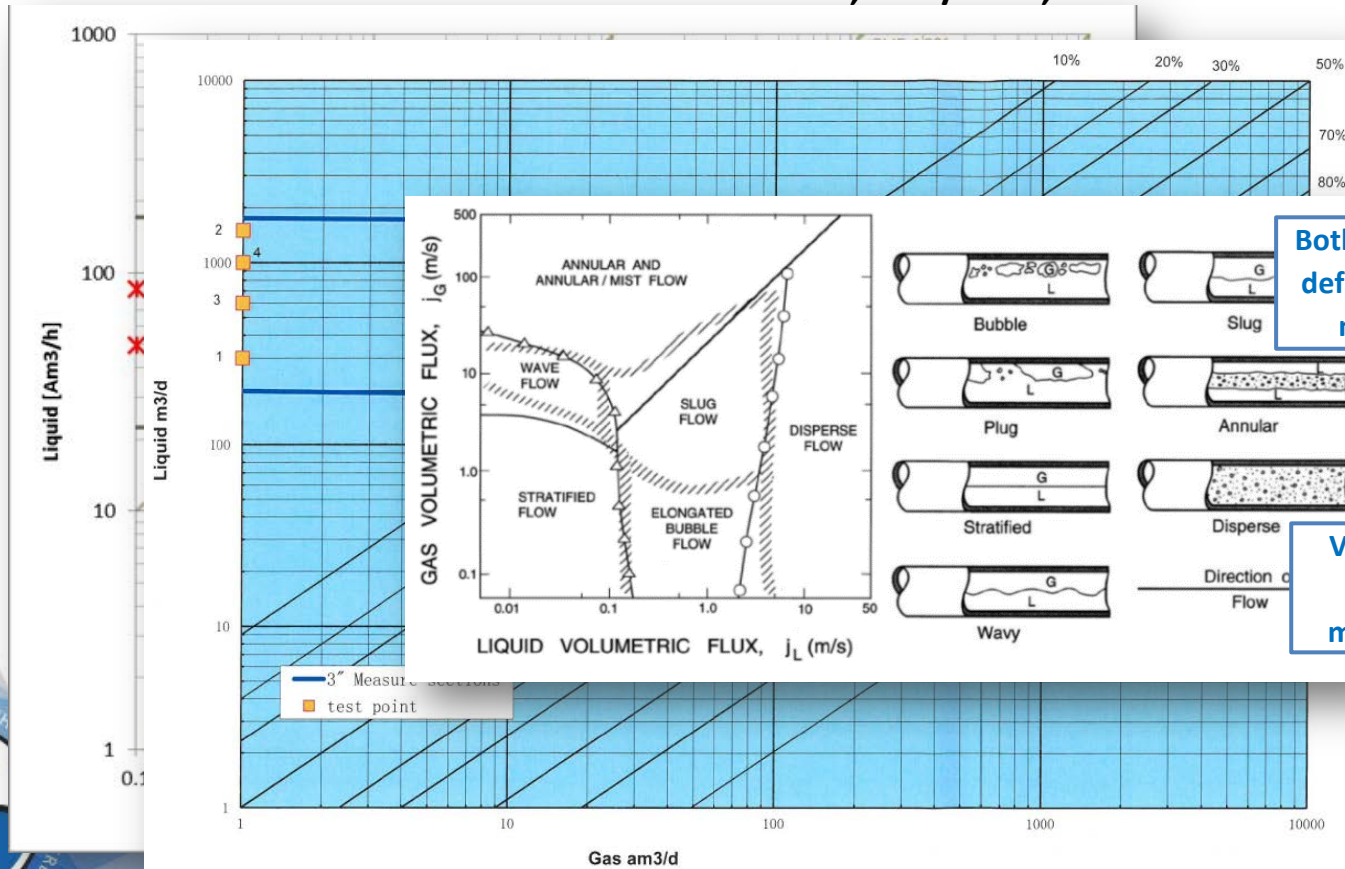 1000
100
10
1
0.1
Liquid [Am3/h]
10%
20%
30%
50%
70%
80%
10000
1000
100
10
1
Liquid m3/d
2
4
3
1
3″ Measure sections
test point
1
10
100
1000
10000
Gas am3/d
500
100
10
1.0
0.1
GAS VOLUMETRIC FLUX, jG (m/s)
ANNULAR AND
ANNULAR / MIST FLOW
WAVE
FLOW
SLUG
FLOW
DISPERSE
FLOW
STRATIFIED
FLOW
ELONGATED
BUBBLE
FLOW
0.01
0.1
1.0
10
50
LIQUID VOLUMETRIC FLUX, jL (m/s)
G
L
Bubble
G
L
Slug
G
L
Plug
L
L
Annular
G
L
Stratified
Disperse
G
L
Wavy
Direction
Flow
Both
def
V
m